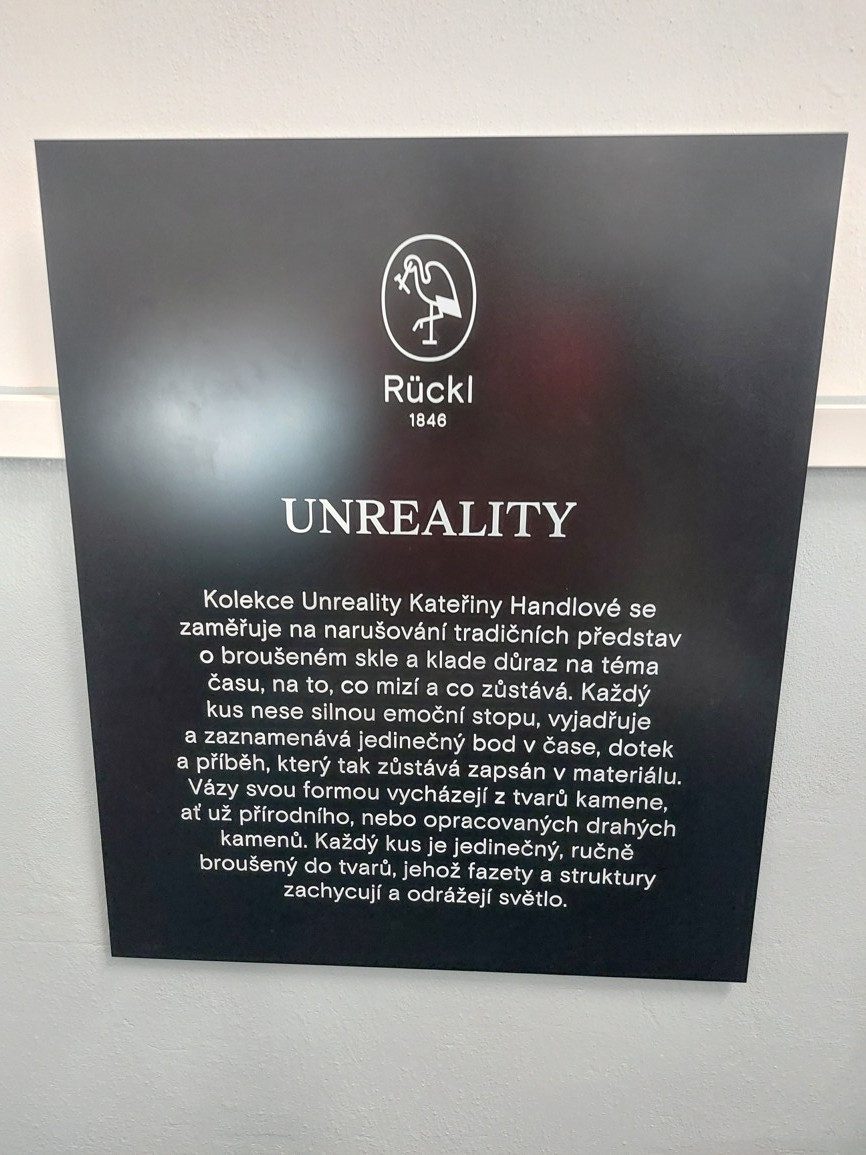 Rückl
1846
UNREALITY
Kolekce Unreality Kateřiny Handlové se
zaměřuje na narušování tradičních představ
o broušeném skle a klade důraz na téma
času, na to, co mizí a co zůstává. Každý
kus nese silnou emoční stopu, vyjadřuje
a zaznamenává jedinečný bod v čase, dotek
a příběh, který tak zůstává zapsán v materiálu.
Vázy svou formou vycházejí z tvarů kamene,
ať už přírodního, nebo opracovaných drahých
kamenů. Každý kus je jedinečný, ručně
broušený do tvarů, jehož fazety a struktury
zachycují a odrážejí světlo.